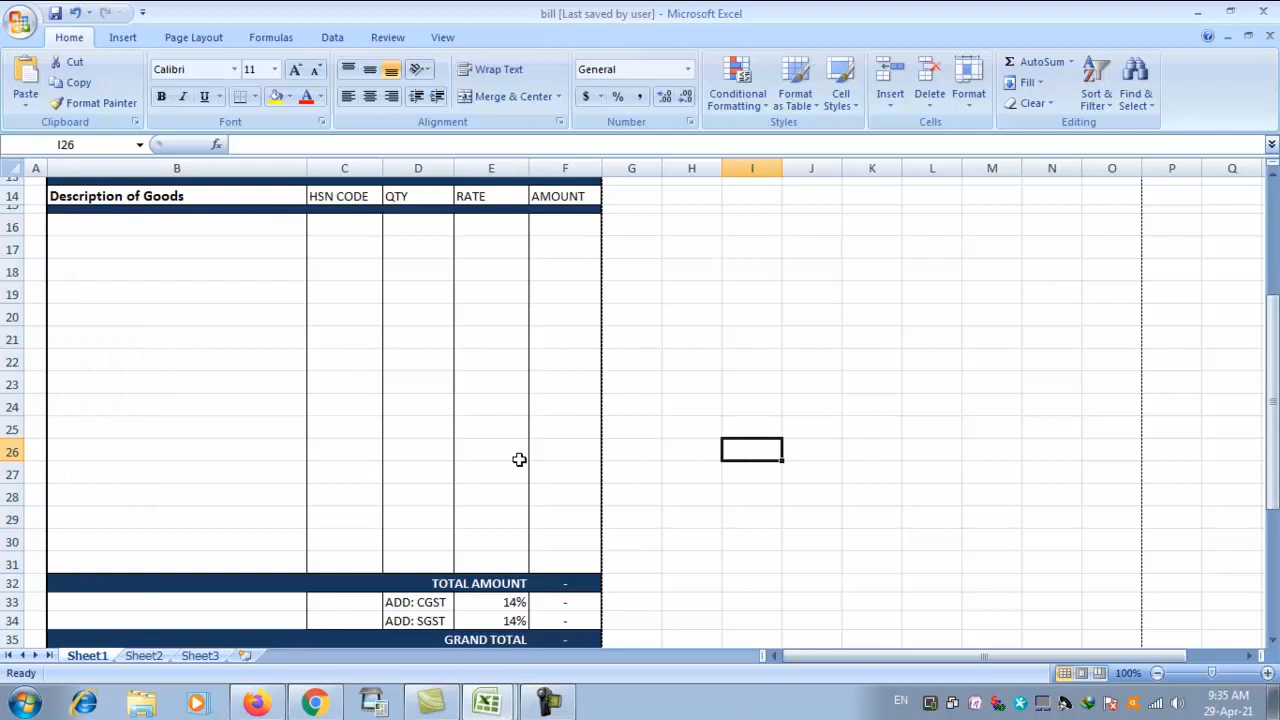 bill [Last saved by user] - Microsoft Excel
Home Insert Page Layout Formulas Data Review View
Cut
Copy
Format Painter
Paste
Clipboard
Calibri 11
B I U
Font
Wrap Text
Merge & Center
Alignment
General
$ % ,
Number
Conditional Formatting
Format as Table
Cell Styles
Styles
Insert Delete Format
Cells
AutoSum
Fill
Clear
Sort & Filter
Find & Select
Editing
I26 fx
A B C D E F G H I J K L M N O P Q
14 Description of Goods HSN CODE QTY RATE AMOUNT
16
17
18
19
20
21
22
23
24
25
26
27
28
29
30
31
32 TOTAL AMOUNT -
33 ADD: CGST 14% -
34 ADD: SGST 14% -
35 GRAND TOTAL -
Sheet1 Sheet2 Sheet3
Ready 100%
EN 9:35 AM
29-Apr-21